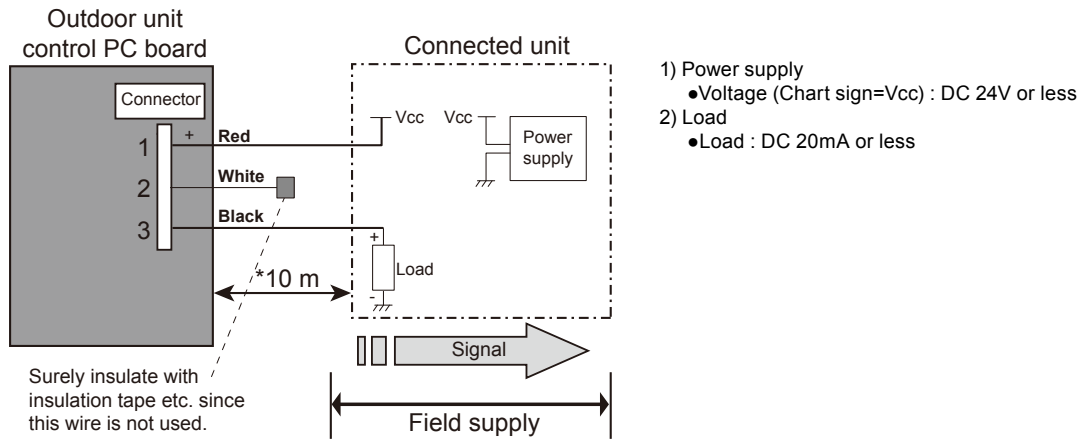 Outdoor unit
control PC board
Connector
1
+
Red
2
White
3
Black
*10 m
Surely insulate with
insulation tape etc. since
this wire is not used.
Connected unit
Vcc
Vcc
Power
supply
+
Load
-
Signal
Field supply
1) Power supply
●Voltage (Chart sign=Vcc) : DC 24V or less
2) Load
●Load : DC 20mA or less